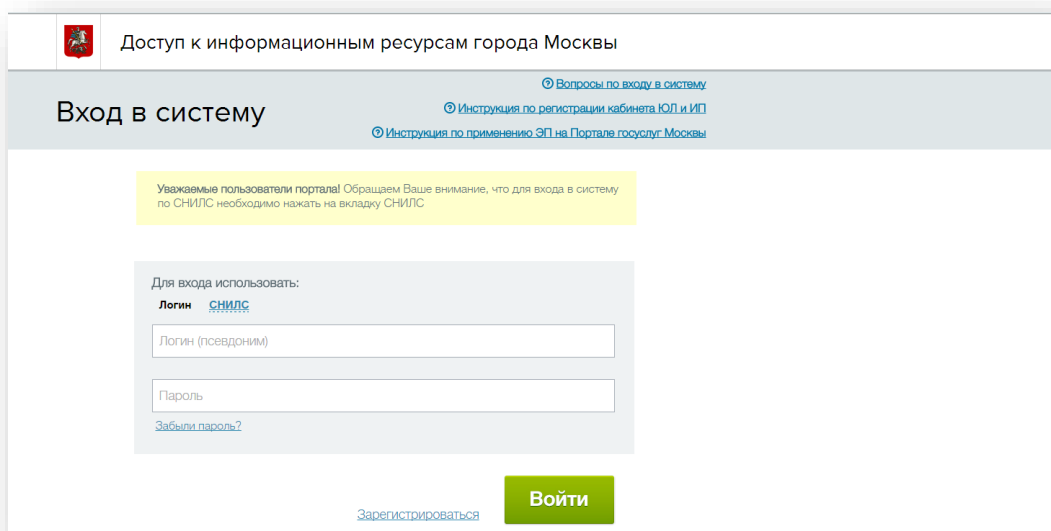 Доступ к информационным ресурсам города Москвы
Вход в систему
Вопросы по входу в систему
Инструкция по регистрации кабинета ЮЛ и ИП
Инструкция по применению ЭП на Портале госуслуг Москвы
Уважаемые пользователи портала! Обращаем Ваше внимание, что для входа в систему
по СНИЛС необходимо нажать на вкладку СНИЛС
Для входа использовать:
Логин СНИЛС
Логин (псевдоним)
Пароль
Забыли пароль?
Зарегистрироваться
Войти